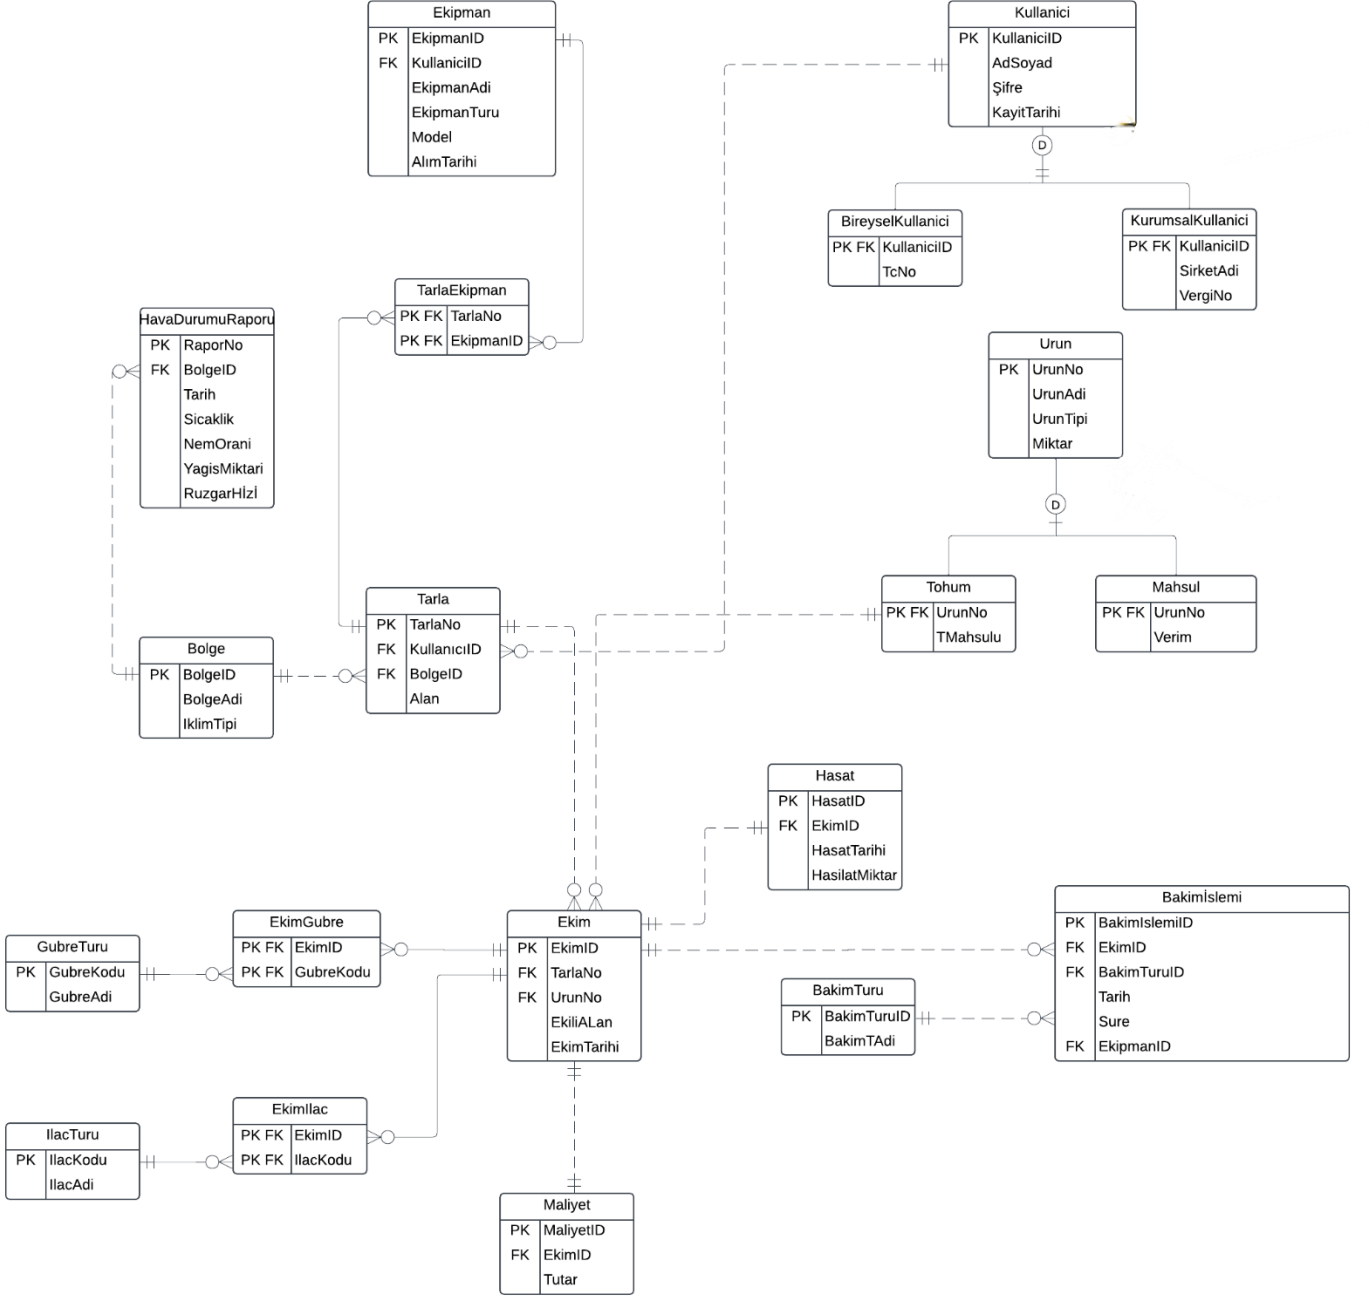 Ekipman
PK EkipmanID
FK KullaniciID
EkipmanAdi
EkipmanTuru
Model
AlımTarihi
Kullanici
PK KullaniciID
AdSoyad
Şifre
KayitTarihi
D
BireyselKullanici
PK FK KullaniciID
TcNo
KurumsalKullanici
PK FK KullaniciID
SirketAdi
VergiNo
TarlaEkipman
PK FK TarlaNo
PK FK EkipmanID
HavaDurumuRaporu
PK RaporNo
FK BolgeID
Tarih
Sicaklik
NemOrani
YagisMiktari
RuzgarHİzİ
Urun
PK UrunNo
UrunAdi
UrunTipi
Miktar
D
Tohum
PK FK UrunNo
TMahsulu
Mahsul
PK FK UrunNo
Verim
Tarla
PK TarlaNo
FK KullanıcıID
FK BolgeID
Alan
Bolge
PK BolgeID
BolgeAdi
IklimTipi
Hasat
PK HasatID
FK EkimID
HasatTarihi
HasilatMiktar
BakimIslemi
PK BakimIslemiID
FK EkimID
FK BakimTuruID
Tarih
Sure
FK EkipmanID
EkimGubre
PK FK EkimID
PK FK GubreKodu
GubreTuru
PK GubreKodu
GubreAdi
Ekim
PK EkimID
FK TarlaNo
FK UrunNo
EkiliALan
EkimTarihi
BakimTuru
PK BakimTuruID
BakimTAdi
EkimIlac
PK FK EkimID
PK FK IlacKodu
IlacTuru
PK IlacKodu
IlacAdi
Maliyet
PK MaliyetID
FK EkimID
Tutar